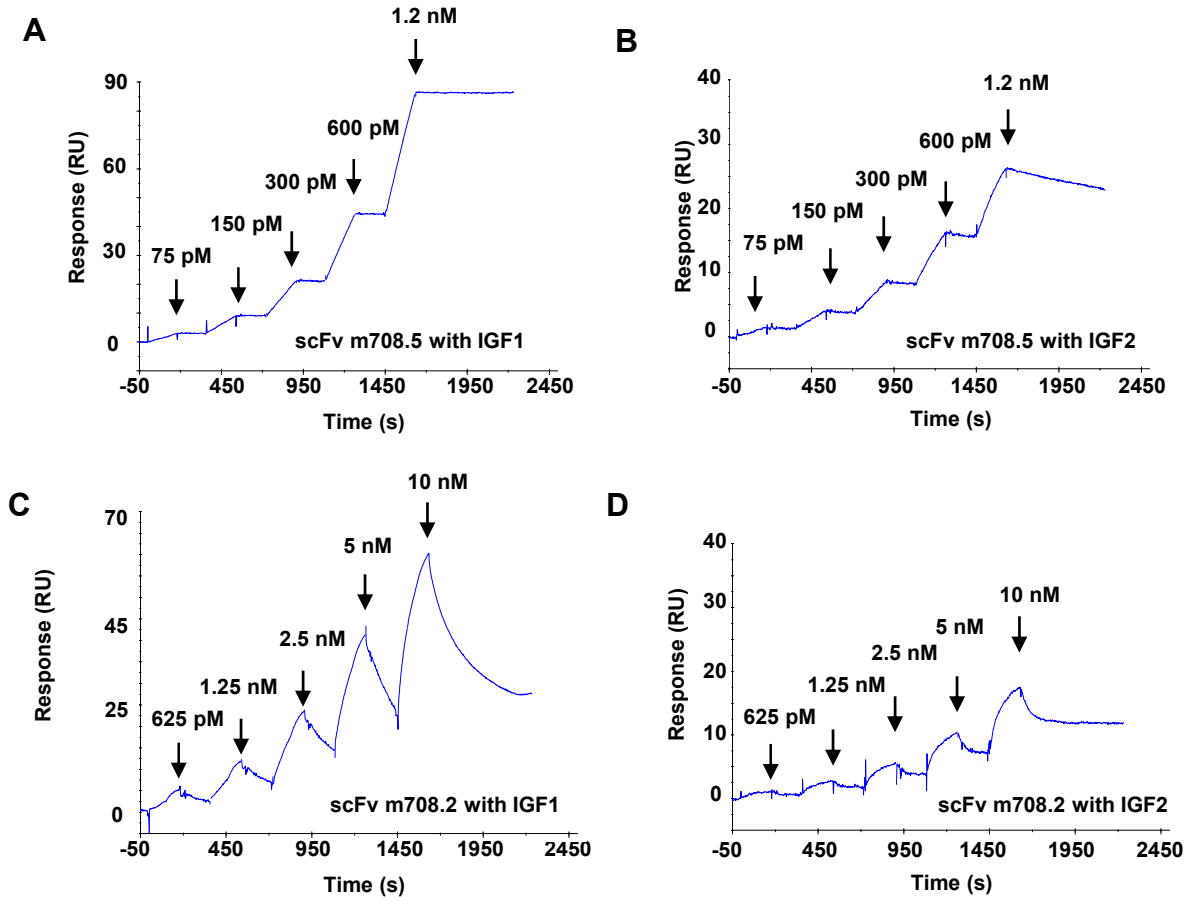 A
1.2 nM
90
600 pM
60
300 pM
150 pM
30
75 pM
0
scFv m708.5 with IGF1
-50 450 950 1450 1950 2450
Time (s)
Response (RU)
B
40
1.2 nM
30
600 pM
300 pM
20
150 pM
75 pM
10
0
scFv m708.5 with IGF2
-50 450 950 1450 1950 2450
Time (s)
Response (RU)
C
10 nM
70
5 nM
45
2.5 nM
25
1.25 nM
625 pM
0
scFv m708.2 with IGF1
-50 450 950 1450 1950 2450
Time (s)
Response (RU)
D
40
30
10 nM
5 nM
20
2.5 nM
1.25 nM
625 pM
10
0
scFv m708.2 with IGF2
-50 450 950 1450 1950 2450
Time (s)
Response (RU)